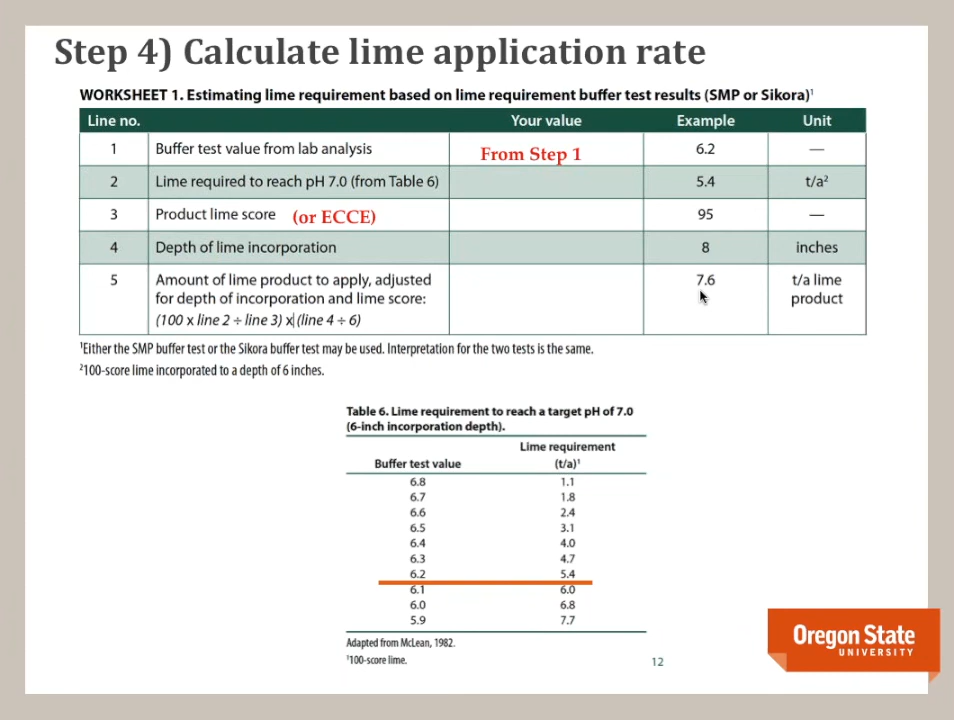 Step 4) Calculate lime application rate
WORKSHEET 1. Estimating lime requirement based on lime requirement buffer test results (SMP or Sikora)¹
Line no. Your value Example Unit
1 Buffer test value from lab analysis From Step 1 6.2 —
2 Lime required to reach pH 7.0 (from Table 6) 5.4 t/a²
3 Product lime score (or ECCE) 95 —
4 Depth of lime incorporation 8 inches
5 Amount of lime product to apply, adjusted 7.6 t/a lime
for depth of incorporation and lime score: product
(100 x line 2 ÷ line 3) x (line 4 ÷ 6)
¹Either the SMP buffer test or the Sikora buffer test may be used. Interpretation for the two tests is the same.
²100-score lime incorporated to a depth of 6 inches.
Table 6. Lime requirement to reach a target pH of 7.0
(6-inch incorporation depth).
Lime requirement
Buffer test value (t/a)¹
6.8 1.1
6.7 1.8
6.6 2.4
6.5 3.1
6.4 4.0
6.3 4.7
6.2 5.4
6.1 6.0
6.0 6.8
5.9 7.7
Adapted from McLean, 1982.
¹100-score lime.
12
Oregon State
UNIVERSITY